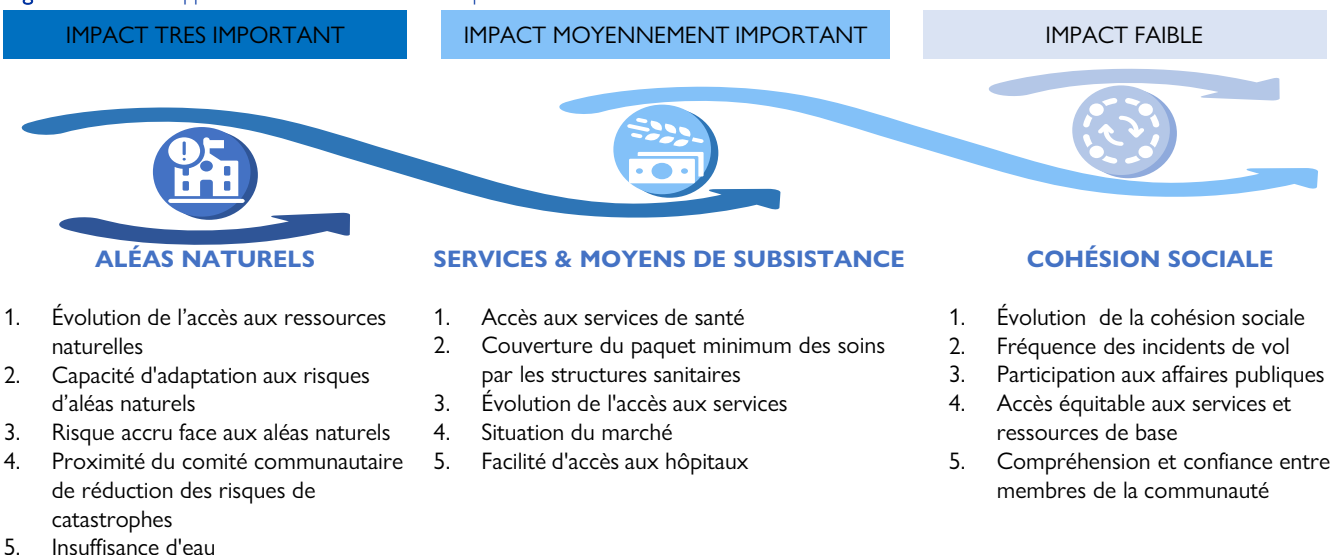 IMPACT TRES IMPORTANT
IMPACT MOYENNEMENT IMPORTANT
IMPACT FAIBLE
ALÉAS NATURELS
1. Évolution de l’accès aux ressources
naturelles
2. Capacité d'adaptation aux risques
d’aléas naturels
3. Risque accru face aux aléas naturels
4. Proximité du comité communautaire
de réduction des risques de
catastrophes
5. Insuffisance d'eau
SERVICES & MOYENS DE SUBSISTANCE
1. Accès aux services de santé
2. Couverture du paquet minimum des soins
par les structures sanitaires
3. Évolution de l'accès aux services
4. Situation du marché
5. Facilité d'accès aux hôpitaux
COHÉSION SOCIALE
1. Évolution de la cohésion sociale
2. Fréquence des incidents de vol
3. Participation aux affaires publiques
4. Accès équitable aux services et
ressources de base
5. Compréhension et confiance entre
membres de la communauté